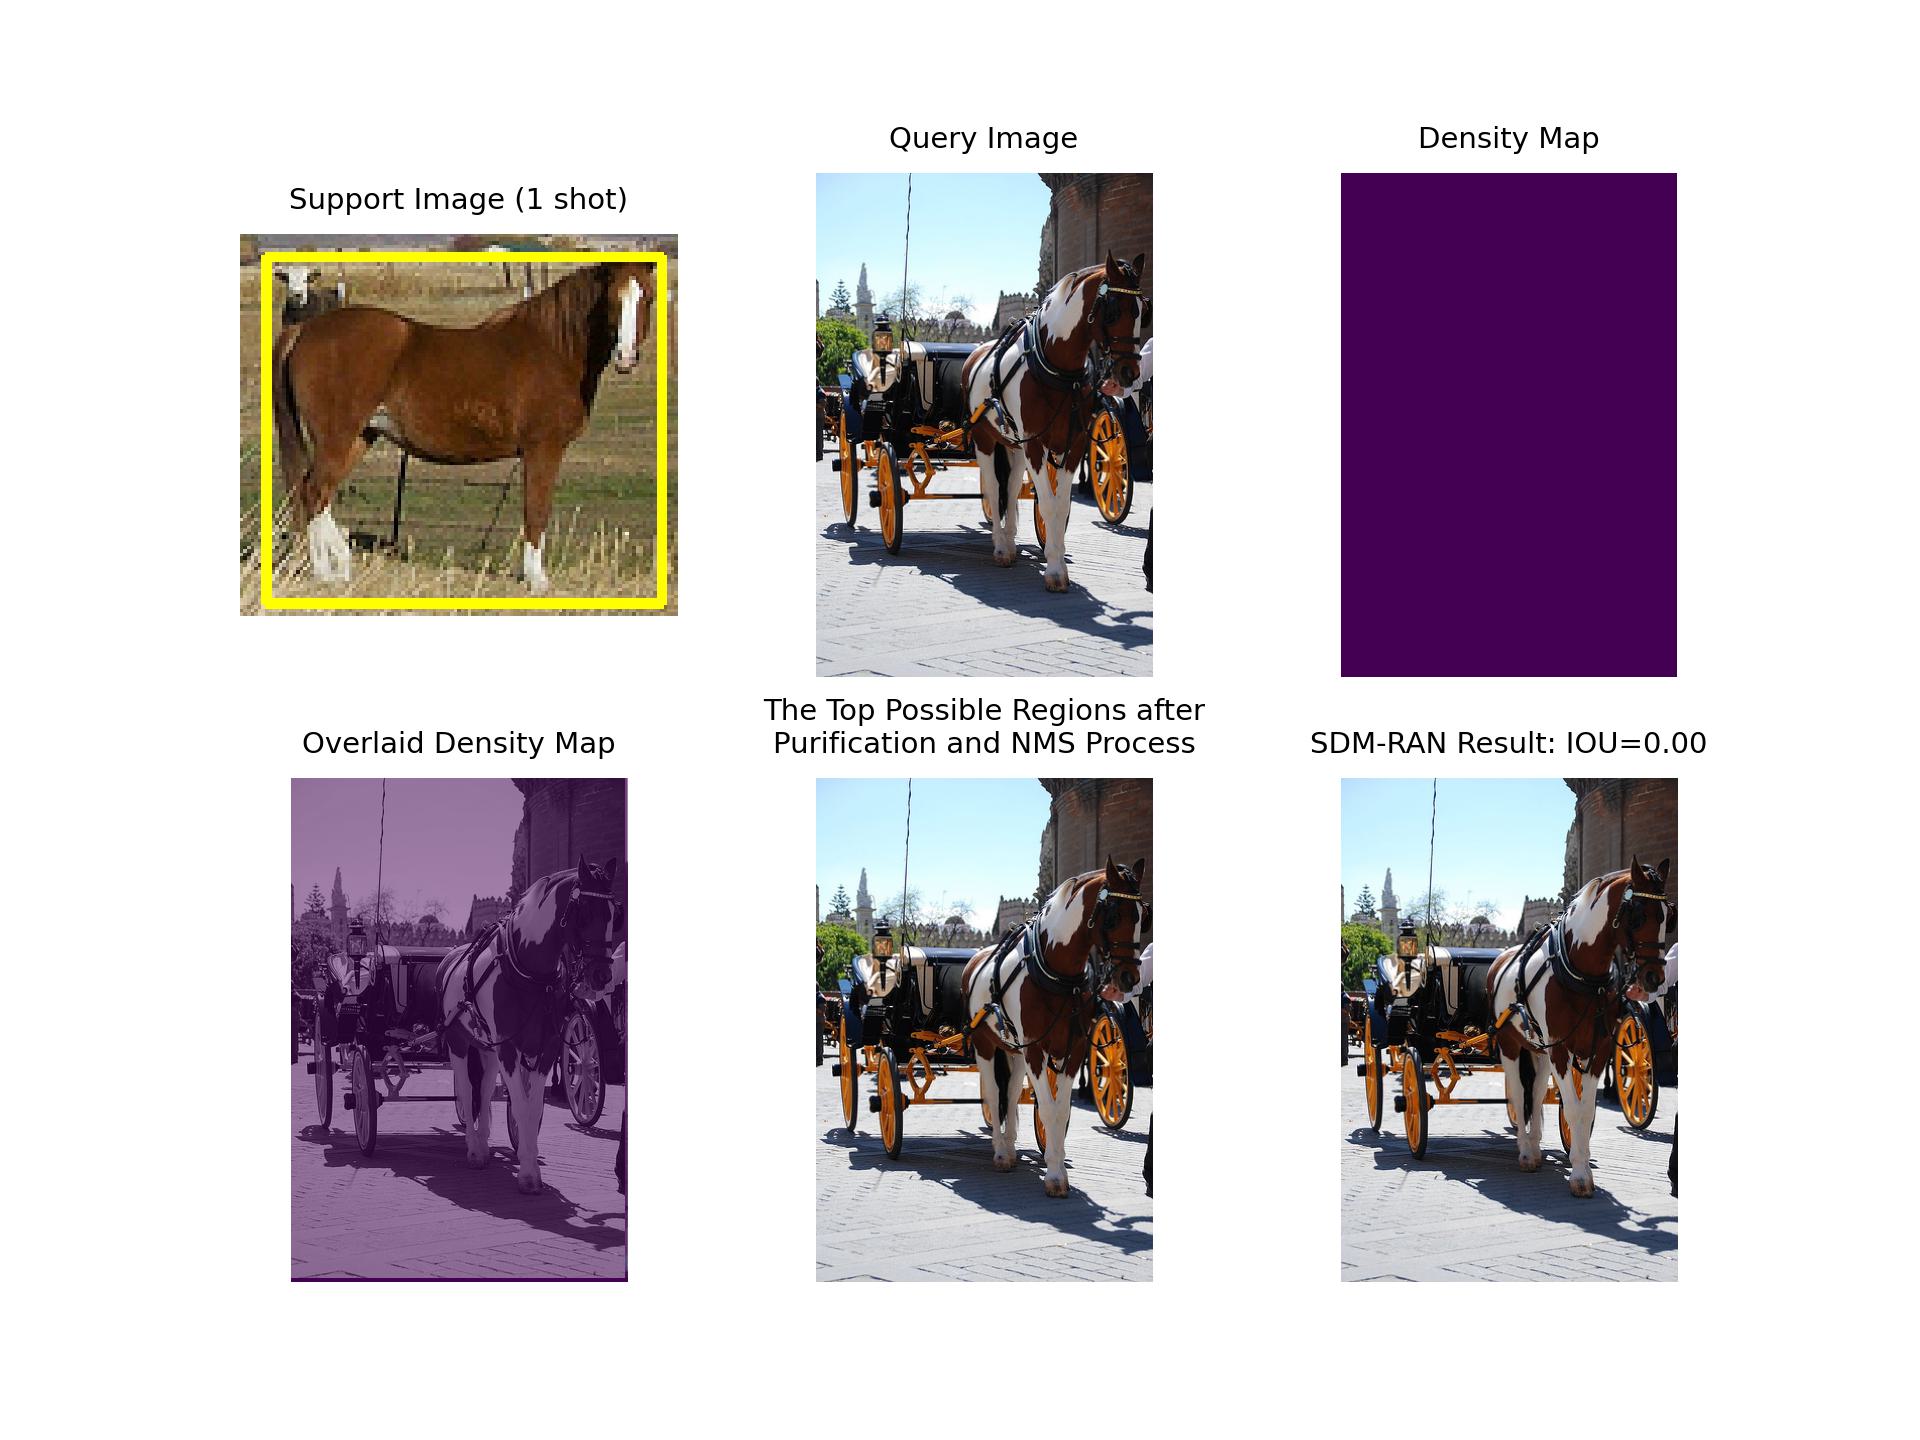 Support Image (1 shot)
Query Image
Density Map
Overlaid Density Map
The Top Possible Regions after
Purification and NMS Process
SDM-RAN Result: IOU=0.00